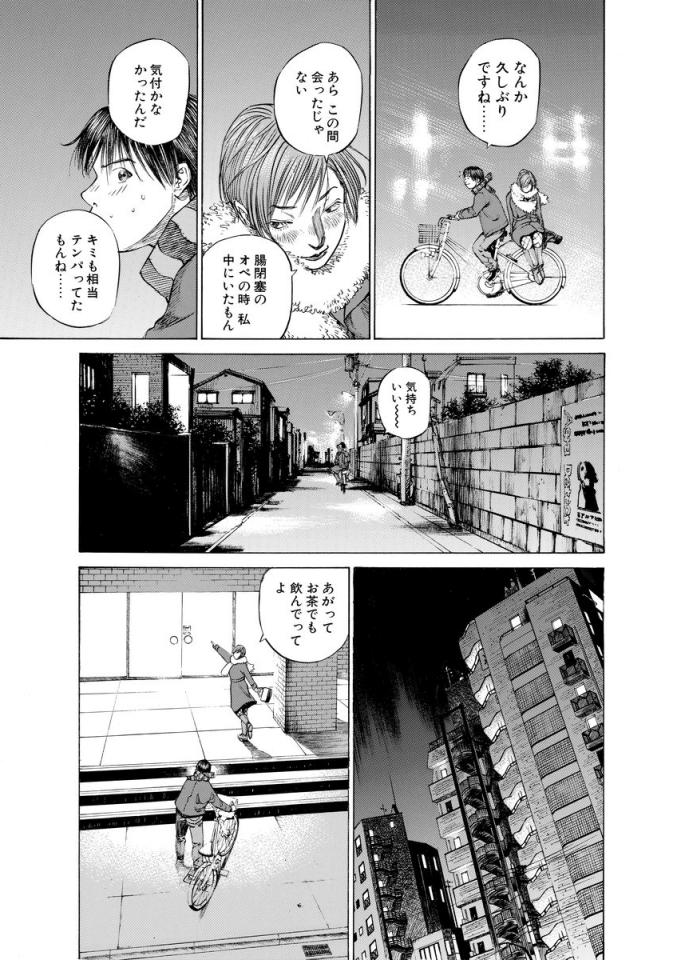 なんか
久しぶり
ですね……
あら この間
会ったじゃ
ない
腸閉塞の
オペの時 私
中にいたもん
気付かな
かったんだ
キミも相当
テンパってた
もんね……
気持ち
いい〜〜
あがって
お茶でも
飲んでって
よ